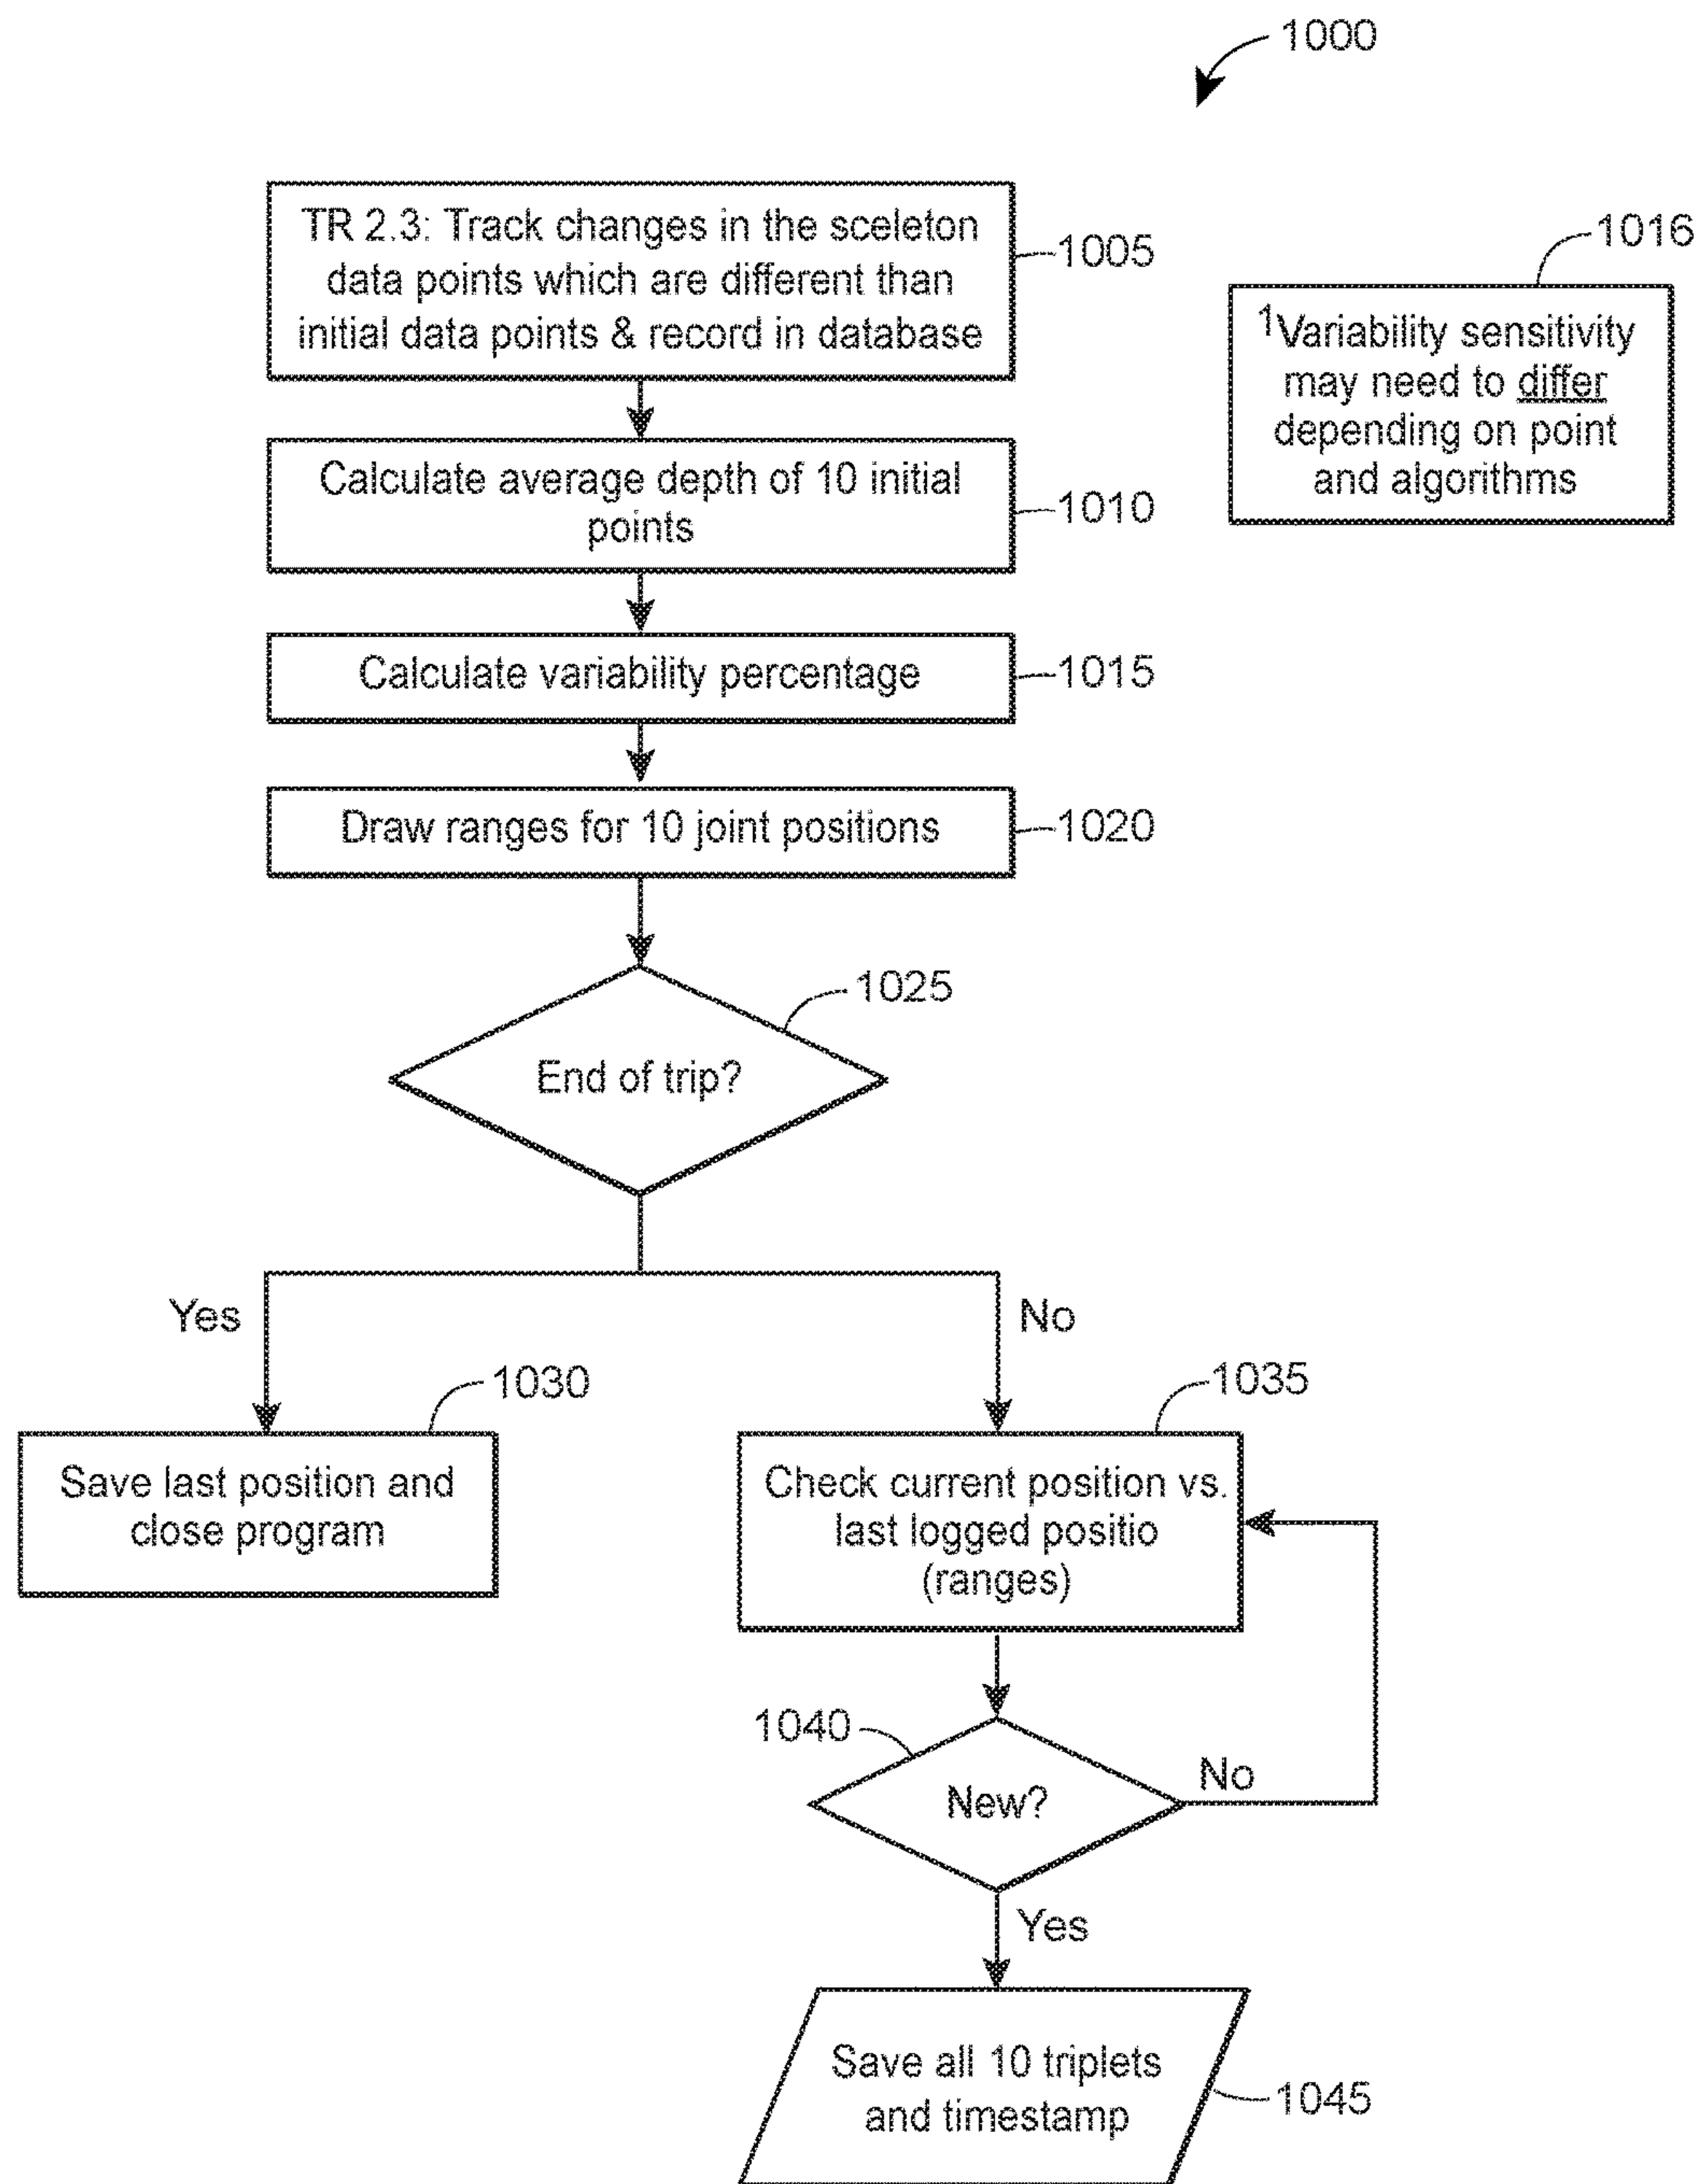 1000
TR 2.3: Track changes in the sceleton
data points which are different than
initial data points & record in database
1005
1016
1Variability sensitivity
may need to differ
depending on point
and algorithms
Calculate average depth of 10 initial
points
1010
Calculate variability percentage
1015
Draw ranges for 10 joint positions
1020
1025
End of trip?
Yes
No
1030
1035
Save last position and
close program
Check current position vs.
last logged positio
(ranges)
1040
New?
No
Yes
Save all 10 triplets
and timestamp
1045